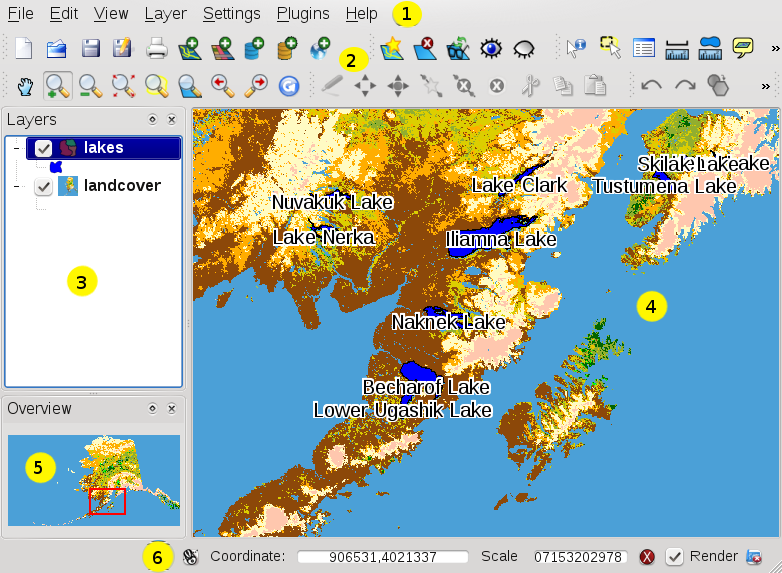 File Edit View Layer Settings Plugins Help 1
2
»
»
Layers
lakes
landcover
3
Skilak Lake
Lake Clark
Tustumena Lake
Nuvakuk Lake
Lake Nerka
Iliamna Lake
4
Naknek Lake
Becharof Lake
Lower Ugashik Lake
Overview
5
6 Coordinate: 906531,4021337 Scale 07153202978 Render